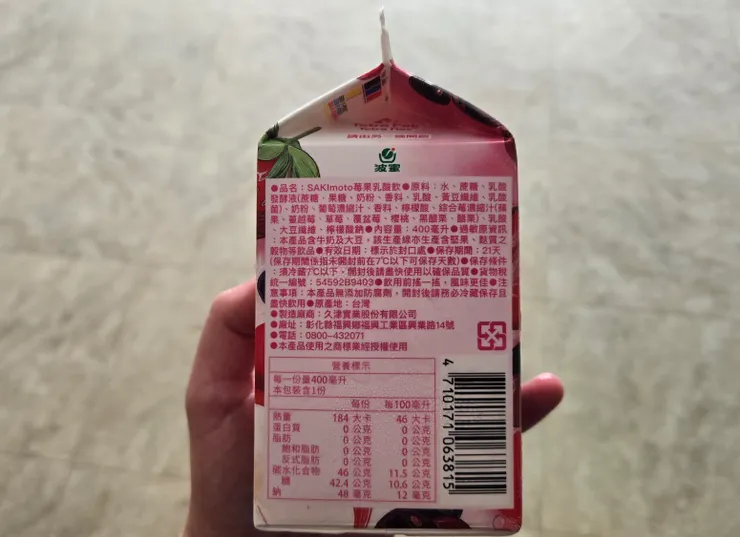 Tetra Pak
波蜜
●品名：SAKImoto莓果乳酸飲●原料：水、蔗糖、乳酸
發酵液(蔗糖、果糖、奶粉、香料、乳酸、黃豆纖維、乳酸
菌)、奶粉、葡萄濃縮汁、香料、檸檬酸、綜合莓濃縮汁(蘋
果、蔓越莓、草莓、覆盆莓、櫻桃、黑醋栗、醋栗)、乳酸
、大豆纖維、檸檬酸鈉●內容量：400毫升●過敏原資訊
：本產品含牛奶及大豆，該生產線亦生產含堅果、麩質之
穀物等飲品●有效日期：標示於封口處●保存期間：21天
(保存期間係指未開封前在7℃以下可保存天數)●保存條件
：須冷藏7℃以下，開封後請盡快使用以確保品質●貨物稅
統一編號：54592B9403●飲用前搖一搖，風味更佳●注
意事項：本產品無添加防腐劑，開封後請務必冷藏保存且
盡快飲用●原產地：台灣
●製造廠商：久津實業股份有限公司
●廠址：彰化縣福興鄉福興工業區興業路14號
●電話：0800-432071
●本產品使用之商標業經授權使用
營養標示
每一份量400毫升
本包裝含1份
每份 每100毫升
熱量 184 大卡 46 大卡
蛋白質 0 公克 0 公克
脂肪 0 公克 0 公克
飽和脂肪 0 公克 0 公克
反式脂肪 0 公克 0 公克
碳水化合物 46 公克 11.5 公克
糖 42.4 公克 10.6 公克
鈉 48 毫克 12 毫克
4 710171 063815